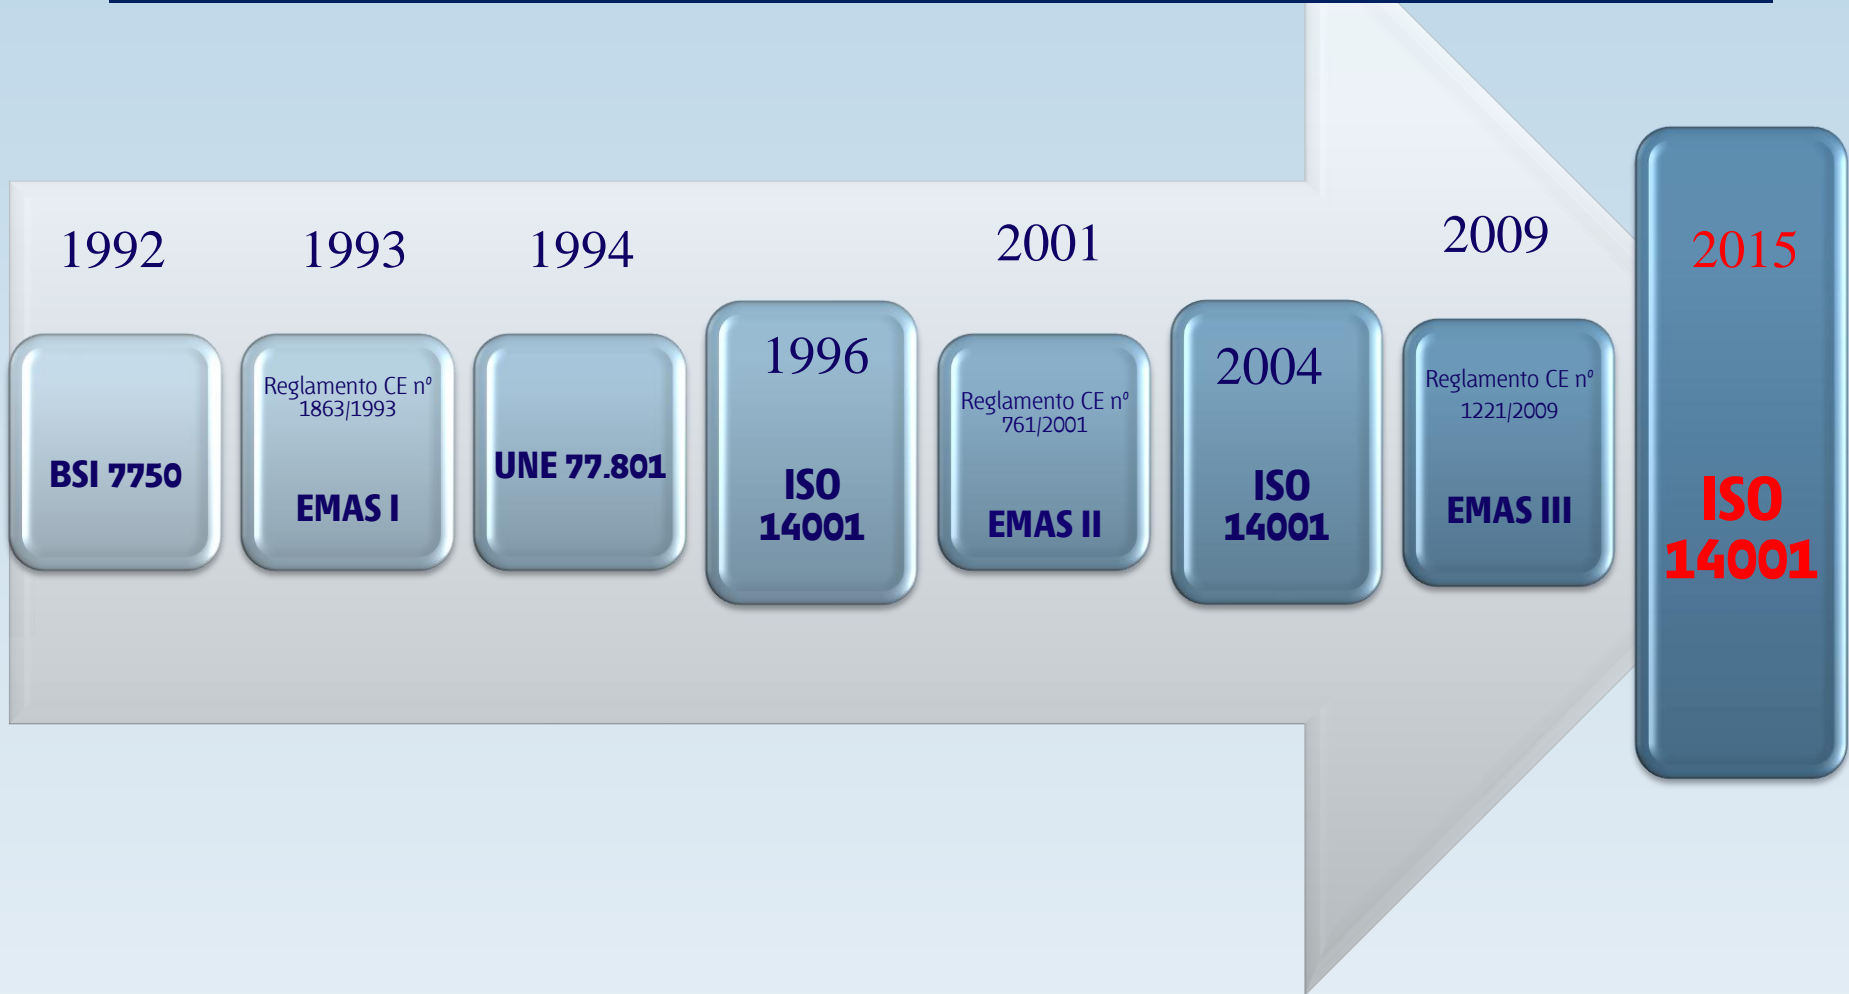 1992
BSI 7750
1993
Reglamento CE nº
1863/1993
EMAS I
1994
UNE 77.801
1996
ISO
14001
2001
Reglamento CE nº
761/2001
EMAS II
2004
ISO
14001
2009
Reglamento CE nº
1221/2009
EMAS III
2015
ISO
14001